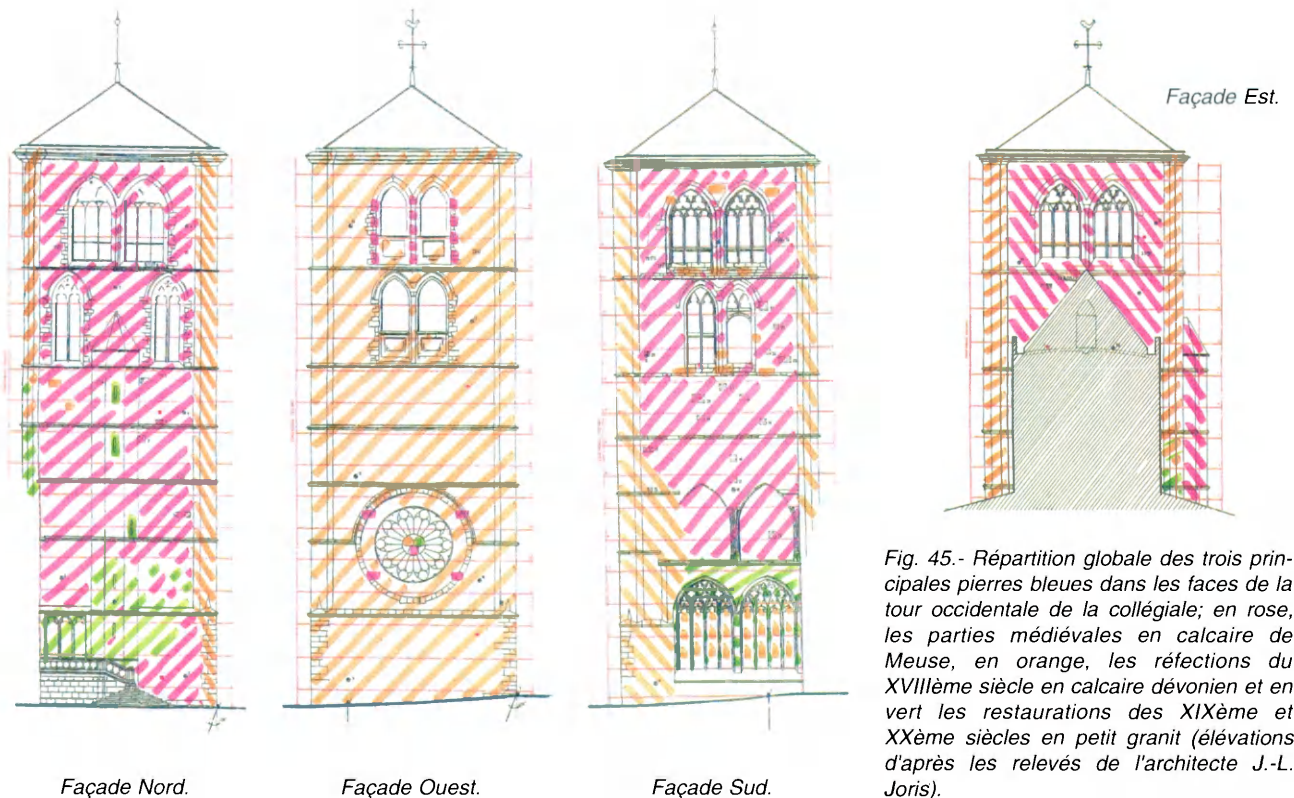 Façade Est.
Fig. 45.- Répartition globale des trois prin-
cipales pierres bleues dans les faces de la
tour occidentale de la collégiale; en rose,
les parties médiévales en calcaire de
Meuse, en orange, les réfections du
XVIIIème siècle en calcaire dévonien et en
vert les restaurations des XIXème et
XXème siècles en petit granit (élévations
d'après les relevés de l'architecte J.-L.
Joris).
Façade Nord.
Façade Ouest.
Façade Sud.